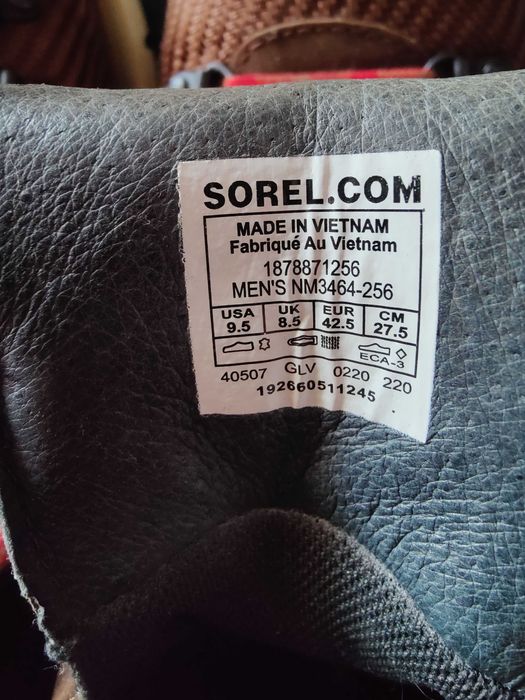 SOREL.COM
MADE IN VIETNAM
Fabriqué Au Vietnam
1878871256
MEN'S NM3464-256
USA UK EUR CM
9.5 8.5 42.5 27.5
ECA-3
40507 GLV 0220 220
192660511245